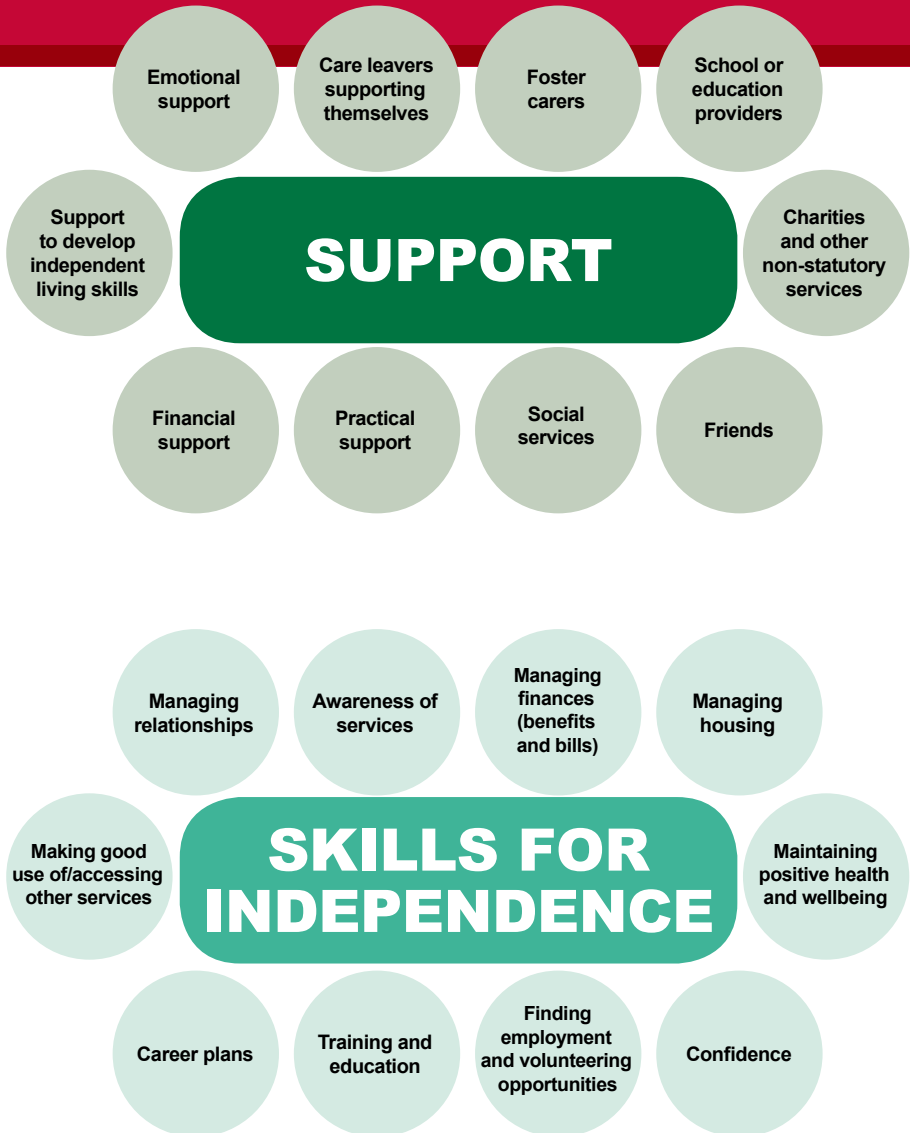 Emotional
support
Care leavers
supporting
themselves
Foster
carers
School or
education
providers
Support
to develop
independent
living skills
SUPPORT
Charities
and other
non-statutory
services
Financial
support
Practical
support
Social
services
Friends
Managing
relationships
Awareness of
services
Managing
finances
(benefits
and bills)
Managing
housing
Making good
use of/accessing
other services
SKILLS FOR
INDEPENDENCE
Maintaining
positive health
and wellbeing
Career plans
Training and
education
Finding
employment
and volunteering
opportunities
Confidence